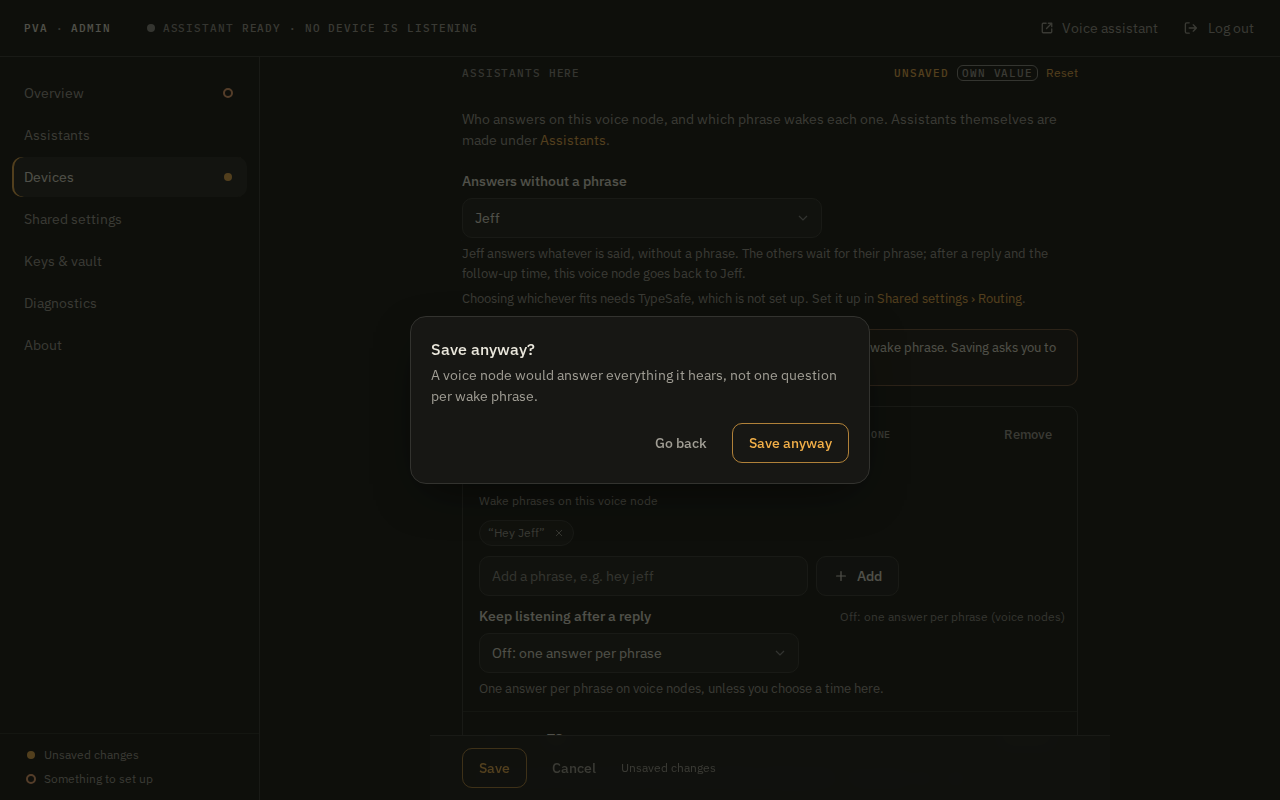 PVA · ADMIN
ASSISTANT READY · NO DEVICE IS LISTENING
Voice assistant
Log out
Overview
Assistants
Devices
Shared settings
Keys & vault
Diagnostics
About
Unsaved changes
Something to set up
ASSISTANTS HERE
UNSAVED OWN VALUE Reset
Who answers on this voice node, and which phrase wakes each one. Assistants themselves are
made under Assistants.
Answers without a phrase
Jeff
Jeff answers whatever is said, without a phrase. The others wait for their phrase; after a reply and the
follow-up time, this voice node goes back to Jeff.
Choosing whichever fits needs TypeSafe, which is not set up. Set it up in Shared settings › Routing.
wake phrase. Saving asks you to
Save anyway?
A voice node would answer everything it hears, not one question
per wake phrase.
Go back
Save anyway
Remove
Wake phrases on this voice node
“Hey Jeff” ×
Add a phrase, e.g. hey jeff
+ Add
Keep listening after a reply
Off: one answer per phrase (voice nodes)
Off: one answer per phrase
One answer per phrase on voice nodes, unless you choose a time here.
Save
Cancel
Unsaved changes